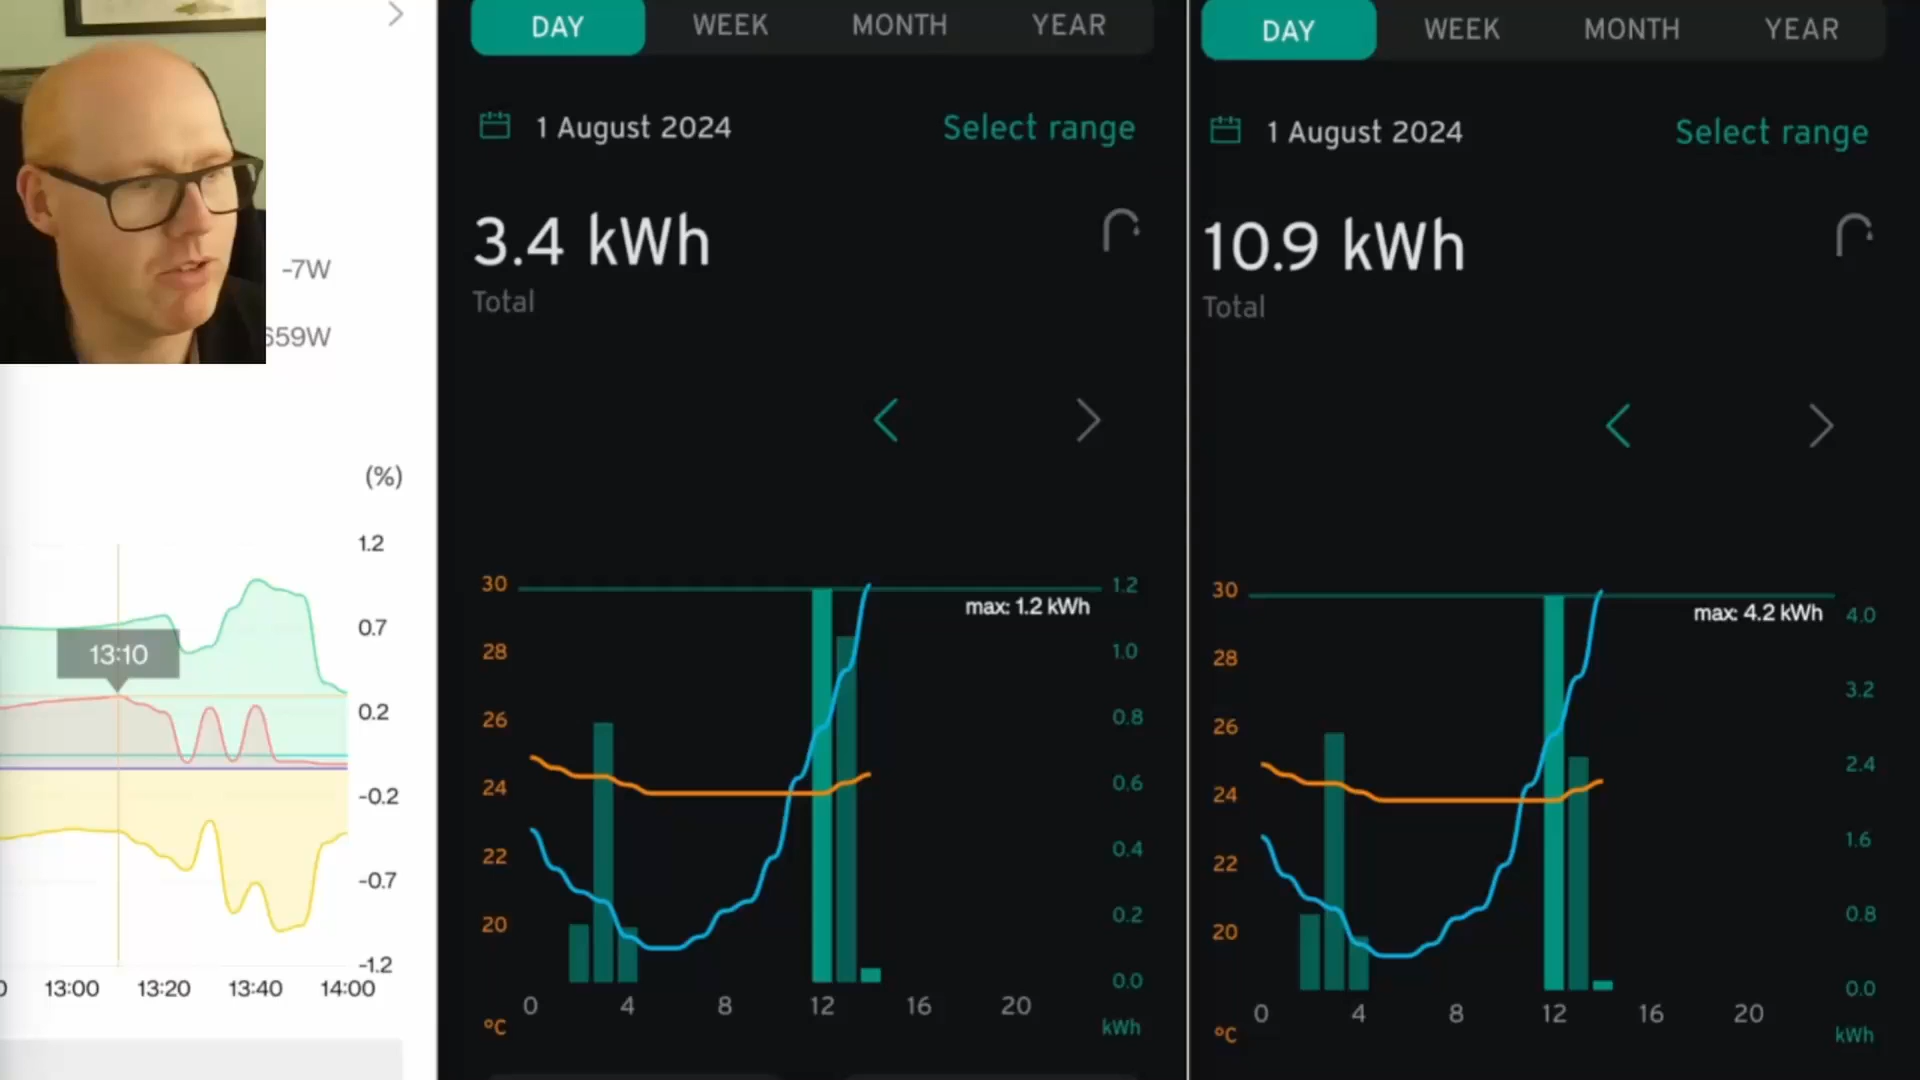 -7W
659W
(%)
1.2
0.7
13:10
0.2
-0.2
-0.7
-1.2
13:00 13:20 13:40 14:00
DAY WEEK MONTH YEAR
1 August 2024 Select range
3.4 kWh
Total
30 1.2
max: 1.2 kWh
28 1.0
26 0.8
24 0.6
22 0.4
20 0.2
0.0
0 4 8 12 16 20
°C kWh
DAY WEEK MONTH YEAR
1 August 2024 Select range
10.9 kWh
Total
30
max: 4.2 kWh 4.0
28 3.2
26 2.4
24 1.6
22 0.8
20 0.0
0 4 8 12 16 20
°C kWh